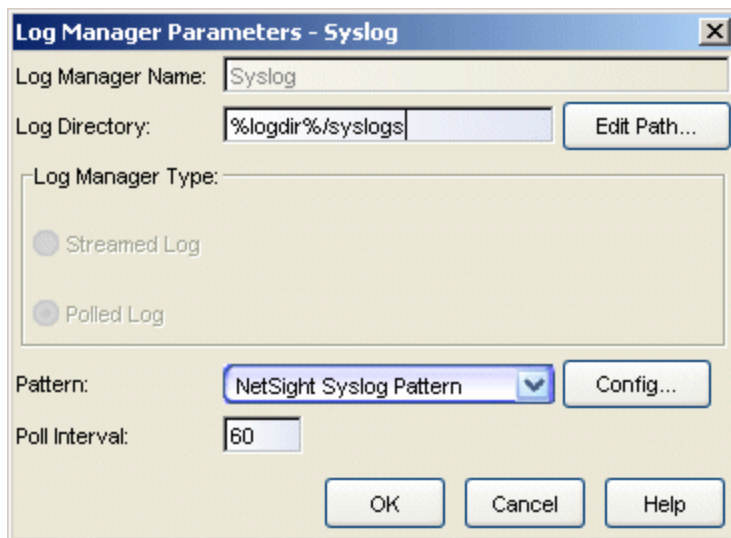 Log Manager Parameters - Syslog
Log Manager Name: Syslog
Log Directory: %logdir%/syslogs Edit Path...
Log Manager Type:
Streamed Log
Polled Log
Pattern: NetSight Syslog Pattern Config...
Poll Interval: 60
OK Cancel Help